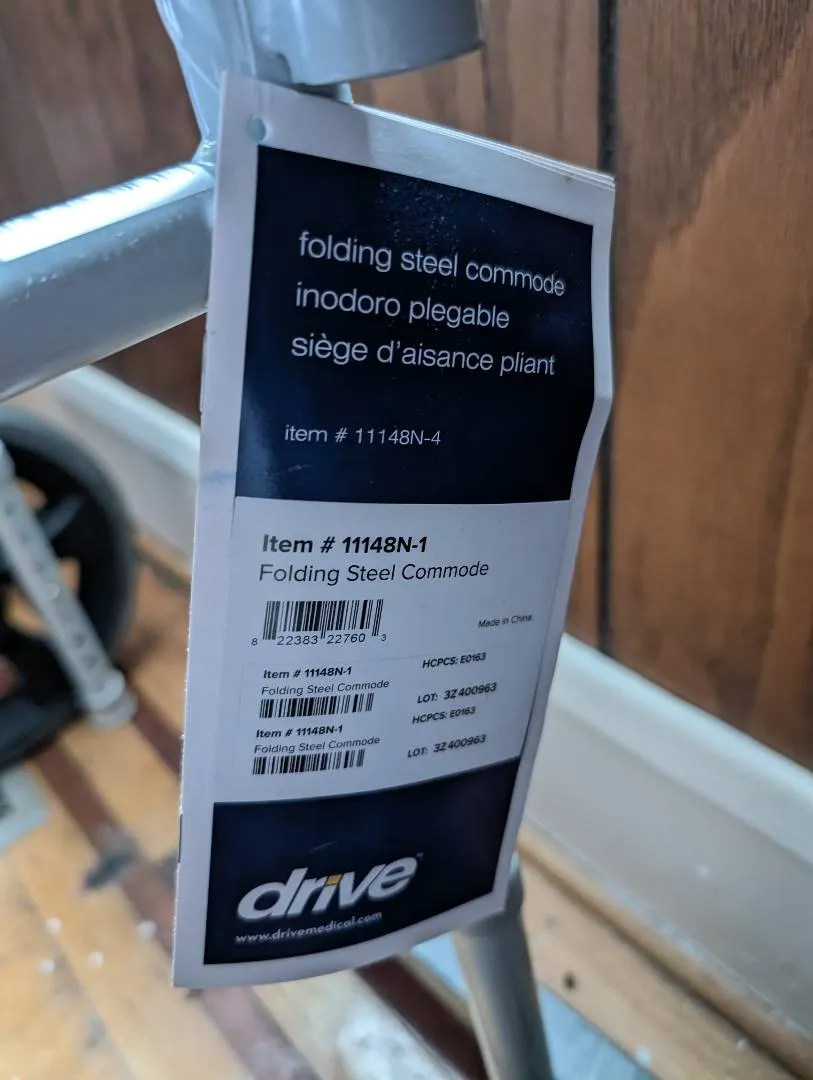 folding steel commode
inodoro plegable
siège d'aisance pliant
item # 11148N-4
Item # 11148N-1
Folding Steel Commode
8 22383 22760 3
Made in China
Item # 11148N-1
Folding Steel Commode
HCPCS: E0163
LOT: 3Z400963
Item # 11148N-1
Folding Steel Commode
HCPCS: E0163
LOT: 3Z400963
drive
www.drivemedical.com